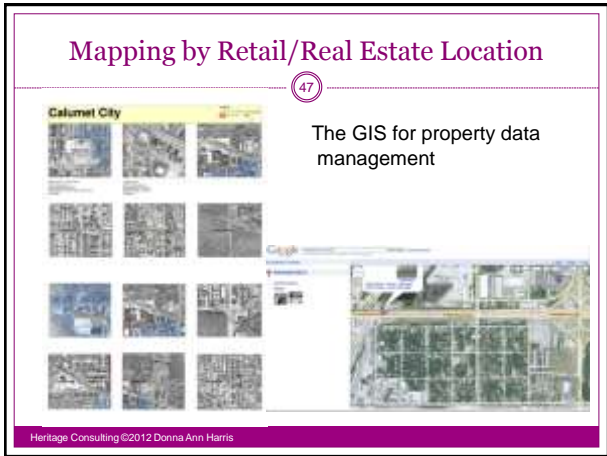 Mapping by Retail/Real Estate Location
47
Calumet City
The GIS for property data
management
Google
Heritage Consulting ©2012 Donna Ann Harris